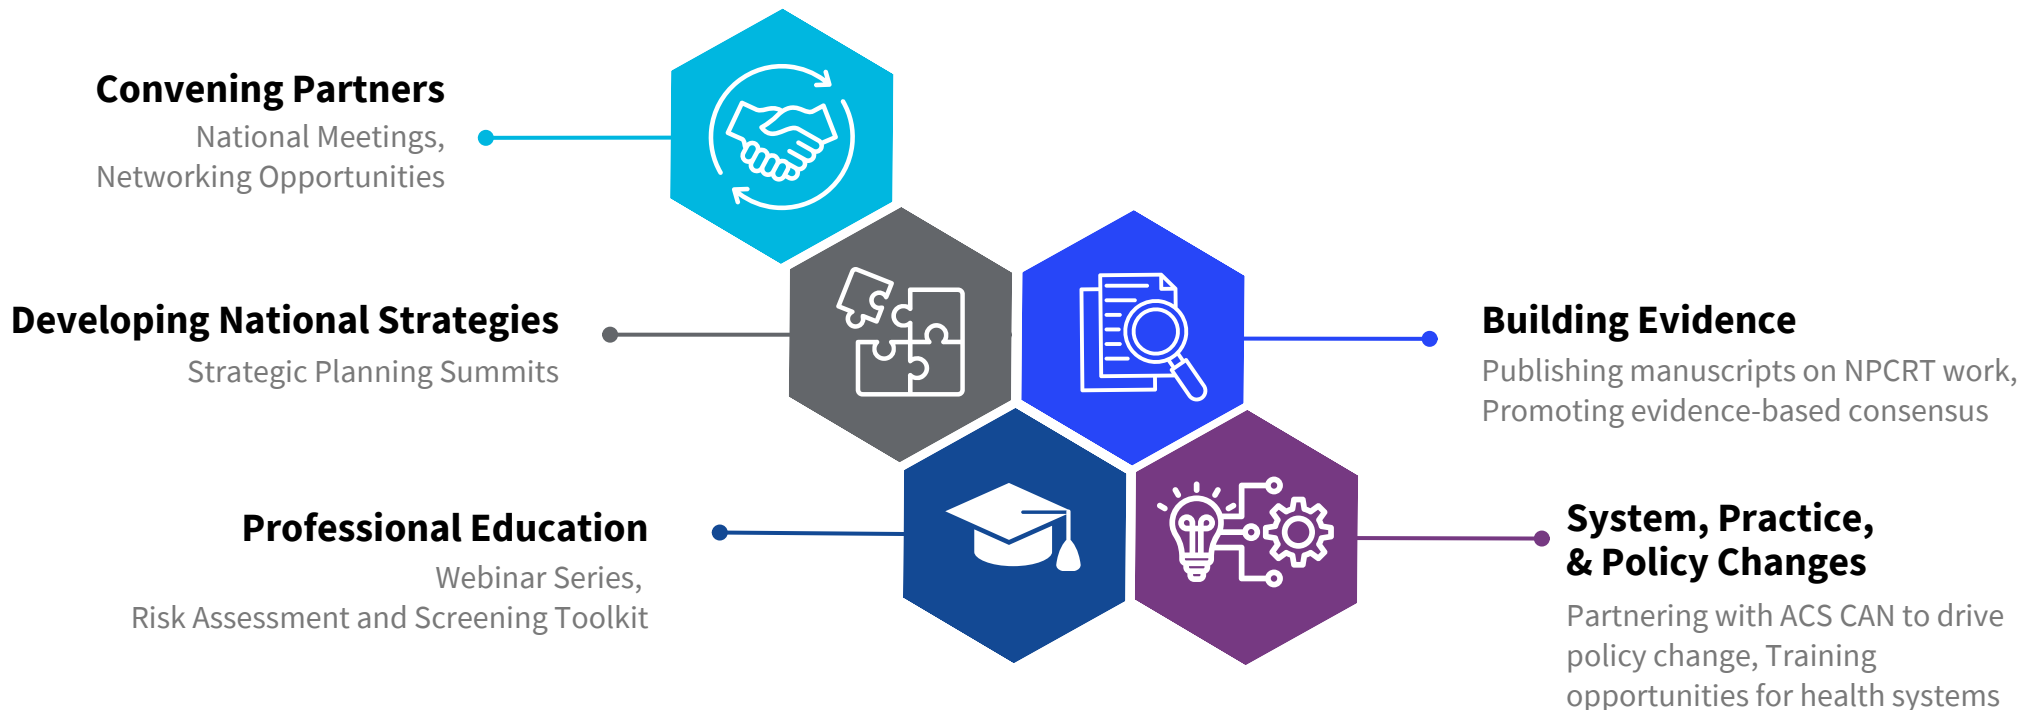 Convening Partners
National Meetings,
Networking Opportunities
Developing National Strategies
Strategic Planning Summits
Professional Education
Webinar Series,
Risk Assessment and Screening Toolkit
Building Evidence
Publishing manuscripts on NPCRT work,
Promoting evidence-based consensus
System, Practice,
& Policy Changes
Partnering with ACS CAN to drive
policy change, Training
opportunities for health systems